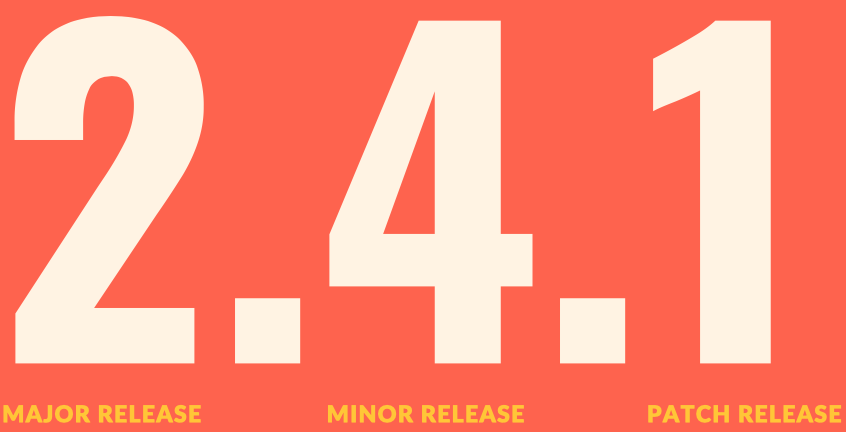 2.4.1
MAJOR RELEASE MINOR RELEASE PATCH RELEASE